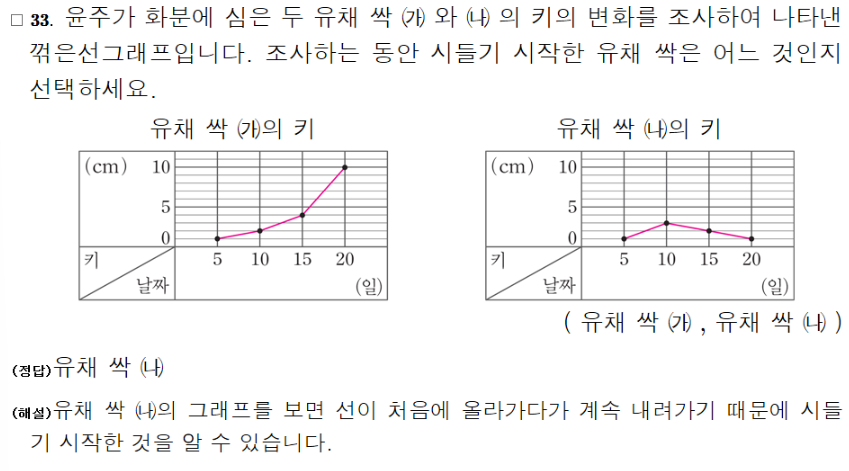 □ 33. 윤주가 화분에 심은 두 유채 싹 ㈎ 와 ㈏ 의 키의 변화를 조사하여 나타낸
꺾은선그래프입니다. 조사하는 동안 시들기 시작한 유채 싹은 어느 것인지
선택하세요.
유채 싹 ㈎의 키
(cm) 10
5
0
키
날짜
5 10 15 20
(일)
유채 싹 ㈏의 키
(cm) 10
5
0
키
날짜
5 10 15 20
(일)
( 유채 싹 ㈎ , 유채 싹 ㈏ )
(정답)유채 싹 ㈏
(해설)유채 싹 ㈏의 그래프를 보면 선이 처음에 올라가다가 계속 내려가기 때문에 시들
기 시작한 것을 알 수 있습니다.